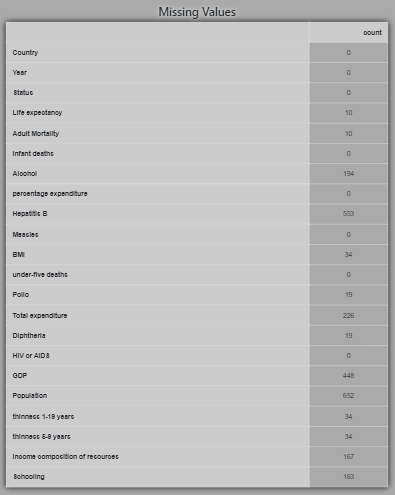 Missing Values
count
Country 0
Year 0
Status 0
Life expectancy 10
Adult Mortality 10
infant deaths 0
Alcohol 194
percentage expenditure 0
Hepatitis B 553
Measles 0
BMI 34
under-five deaths 0
Polio 19
Total expenditure 226
Diphtheria 19
HIV or AIDS 0
GDP 448
Population 652
thinness 1-19 years 34
thinness 5-9 years 34
Income composition of resources 167
Schooling 163